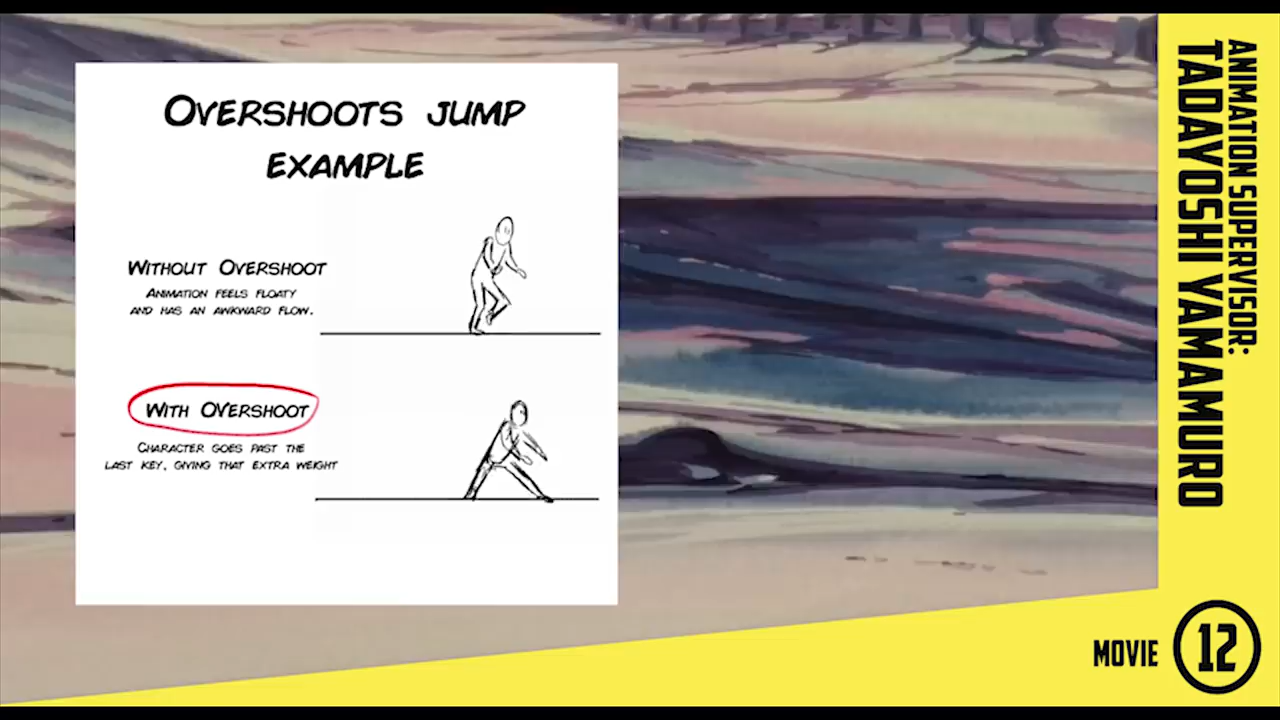 OVERSHOOTS JUMP
EXAMPLE
WITHOUT OVERSHOOT
ANIMATION FEELS FLOATY
AND HAS AN AWKWARD FLOW.
WITH OVERSHOOT
CHARACTER GOES PAST THE
LAST KEY, GIVING THAT EXTRA WEIGHT
ANIMATION SUPERVISOR:
TADAYOSHI YAMAMURO
MOVIE 12